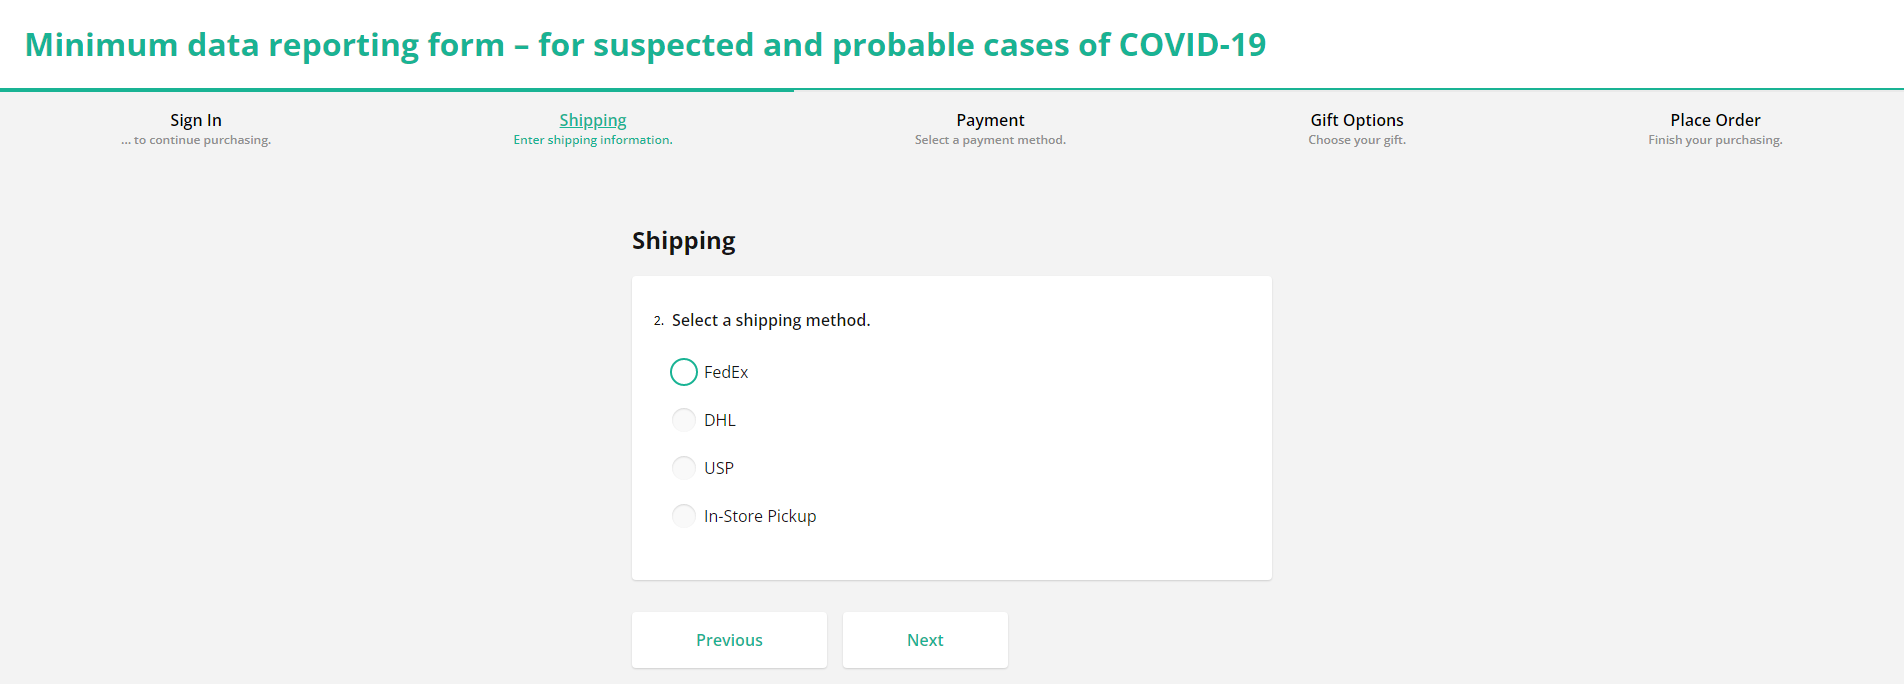 Minimum data reporting form – for suspected and probable cases of COVID-19
Sign In
... to continue purchasing.
Shipping
Enter shipping information.
Payment
Select a payment method.
Gift Options
Choose your gift.
Place Order
Finish your purchasing.
Shipping
2. Select a shipping method.
FedEx
DHL
USP
In-Store Pickup
Previous
Next